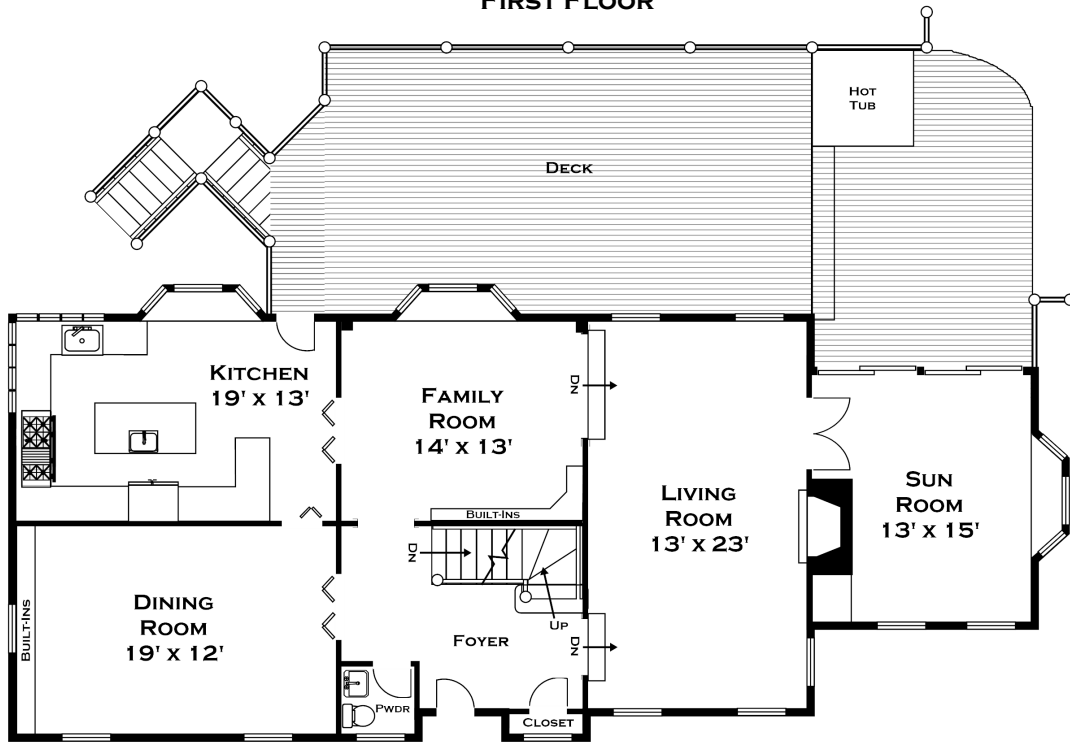 FIRST FLOOR
HOT
TUB
DECK
KITCHEN
19' X 13'
FAMILY
ROOM
14' X 13'
DN
SUN
ROOM
13' X 15'
LIVING
ROOM
13' X 23'
BUILT-INS
DN
DINING
ROOM
19' X 12'
BUILT-INS
UP
FOYER
DN
PWDR
CLOSET